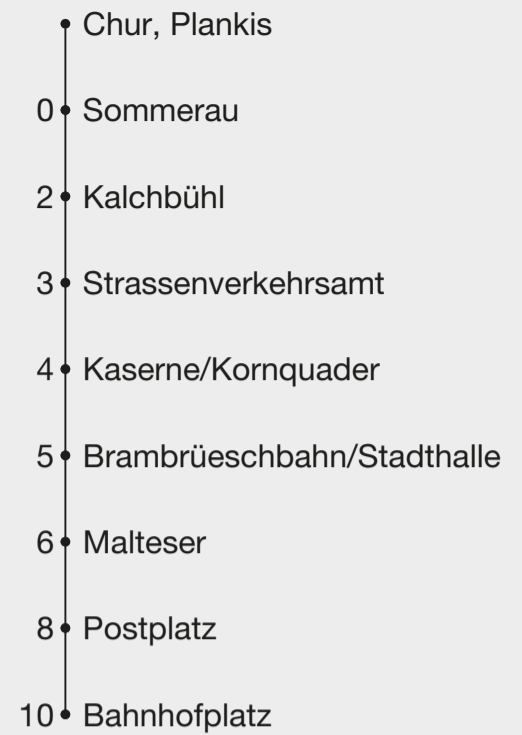 Chur, Plankis
0 Sommerau
2 Kalchbühl
3 Strassenverkehrsamt
4 Kaserne/Kornquader
5 Brambrüeschbahn/Stadthalle
6 Malteser
8 Postplatz
10 Bahnhofplatz